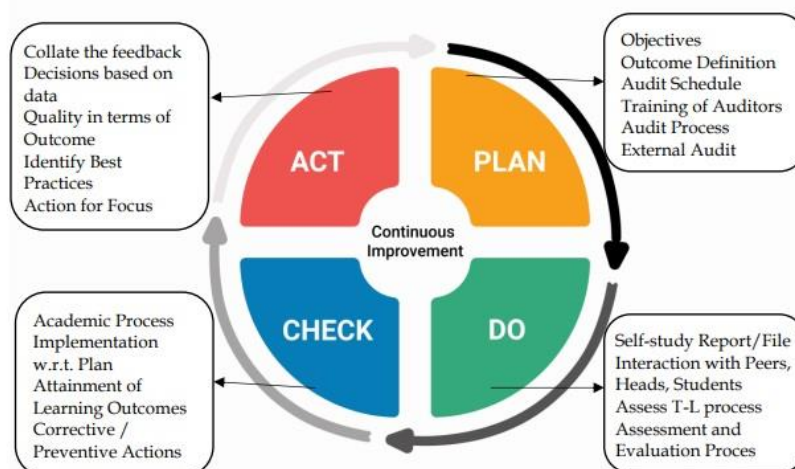 Collate the feedback
Decisions based on
data
Quality in terms of
Outcome
Identify Best
Practices
Action for Focus
Objectives
Outcome Definition
Audit Schedule
Training of Auditors
Audit Process
External Audit
ACT
PLAN
Continuous
Improvement
CHECK
DO
Academic Process
Implementation
w.r.t. Plan
Attainment of
Learning Outcomes
Corrective /
Preventive Actions
Self-study Report/File
Interaction with Peers,
Heads, Students
Assess T-L process
Assessment and
Evaluation Proces